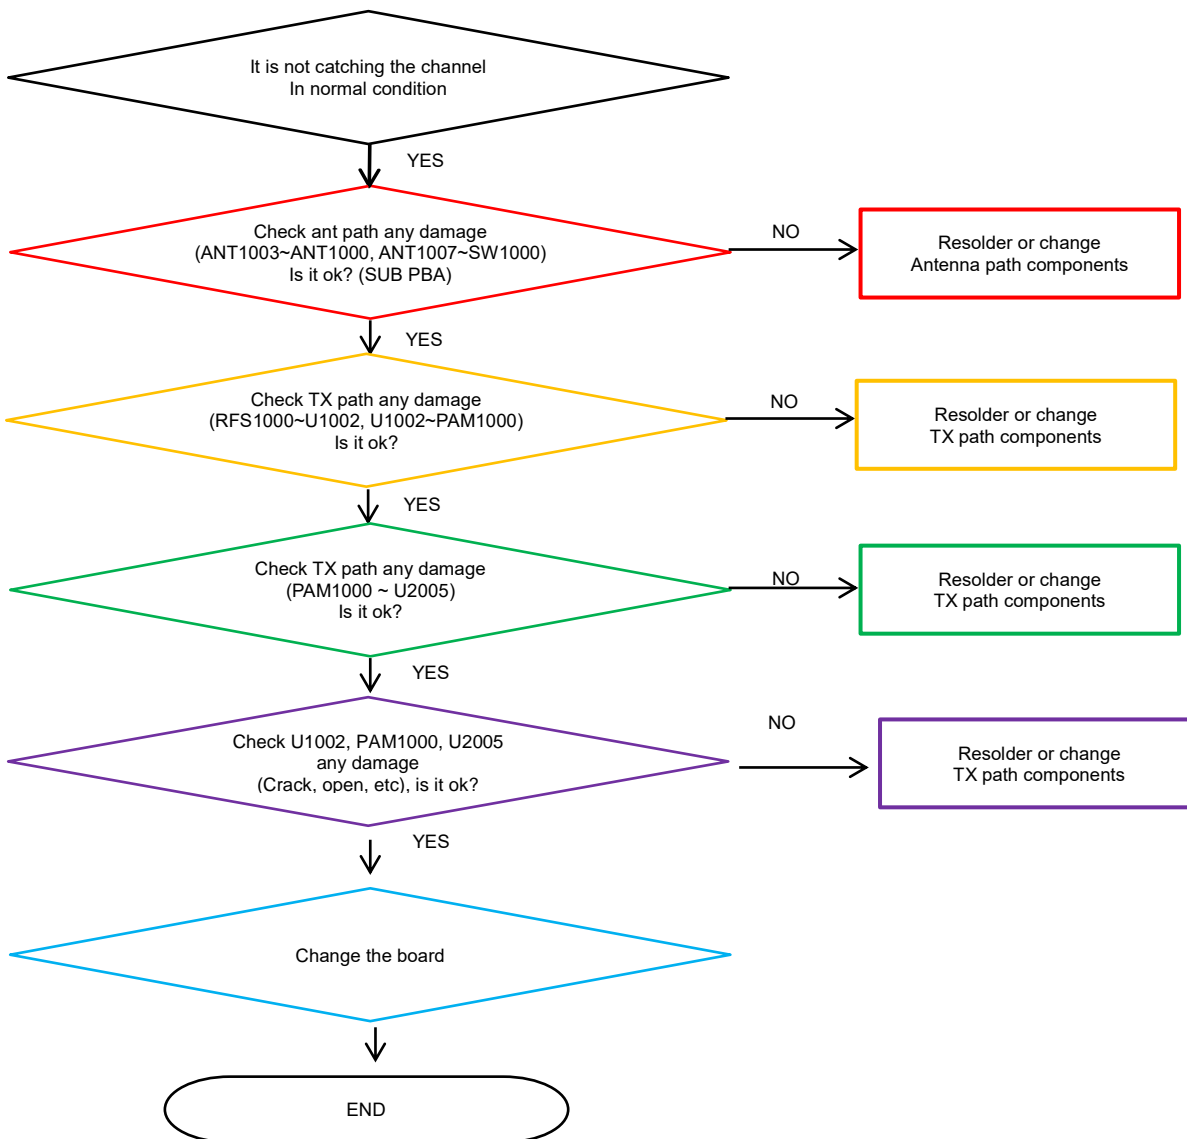 It is not catching the channel
In normal condition
YES
Check ant path any damage
(ANT1003~ANT1000, ANT1007~SW1000)
Is it ok? (SUB PBA)
NO
Resolder or change
Antenna path components
YES
Check TX path any damage
(RFS1000~U1002, U1002~PAM1000)
Is it ok?
NO
Resolder or change
TX path components
YES
Check TX path any damage
(PAM1000 ~ U2005)
Is it ok?
NO
Resolder or change
TX path components
YES
Check U1002, PAM1000, U2005
any damage
(Crack, open, etc), is it ok?
NO
Resolder or change
TX path components
YES
Change the board
END